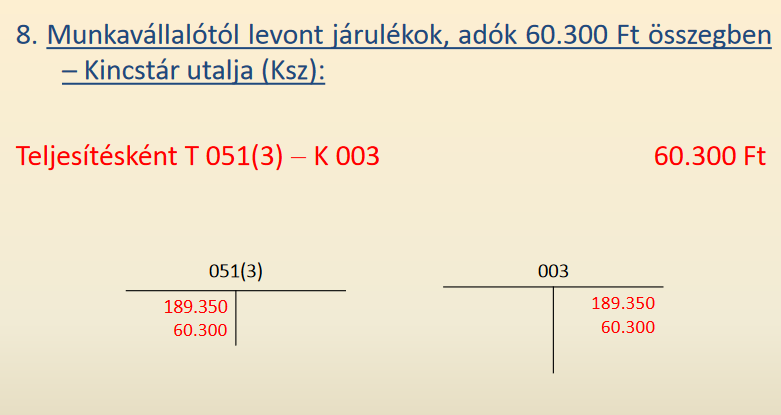 8. Munkavállalótól levont járulékok, adók 60.300 Ft összegben
– Kincstár utalja (Ksz):
Teljesítésként T 051(3) – K 003 60.300 Ft
051(3) 003
189.350 189.350
60.300 60.300